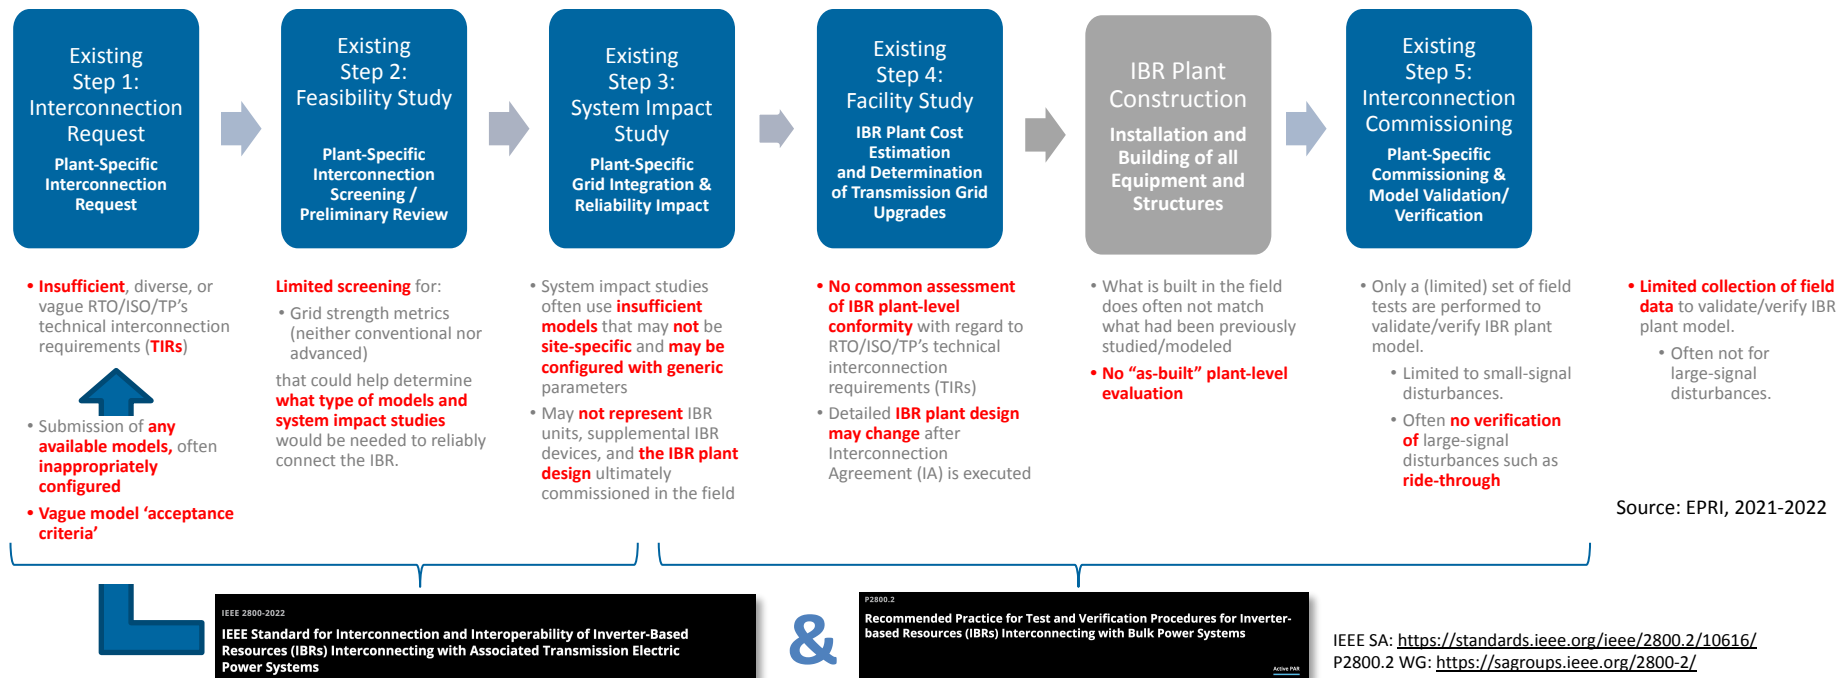 Existing
Step 1:
Interconnection
Request
Plant-Specific
Interconnection
Request
Existing
Step 2:
Feasibility Study
Plant-Specific
Interconnection
Screening /
Preliminary Review
Existing
Step 3:
System Impact
Study
Plant-Specific
Grid Integration &
Reliability Impact
Existing
Step 4:
Facility Study
IBR Plant Cost
Estimation
and Determination
of Transmission Grid
Upgrades
IBR Plant
Construction
Installation and
Building of all
Equipment and
Structures
Existing
Step 5:
Interconnection
Commissioning
Plant-Specific
Commissioning &
Model Validation/
Verification
• Insufficient, diverse, or
vague RTO/ISO/TP's
technical interconnection
requirements (TIRs)
• Submission of any
available models, often
inappropriately
configured
• Vague model ‘acceptance
criteria’
Limited screening for:
• Grid strength metrics
(neither conventional nor
advanced)
that could help determine
what type of models and
system impact studies
would be needed to reliably
connect the IBR.
• System impact studies
often use insufficient
models that may not be
site-specific and may be
configured with generic
parameters
• May not represent IBR
units, supplemental IBR
devices, and the IBR plant
design ultimately
commissioned in the field
• No common assessment
of IBR plant-level
conformity with regard to
RTO/ISO/TP's technical
interconnection
requirements (TIRs)
• Detailed IBR plant design
may change after
Interconnection
Agreement (IA) is executed
• What is built in the field
does often not match
what had been previously
studied/modeled
• No “as-built” plant-level
evaluation
• Only a (limited) set of field
tests are performed to
validate/verify IBR plant
model.
• Limited to small-signal
disturbances.
• Often no verification
of large-signal
disturbances such as
ride-through
• Limited collection of field
data to validate/verify IBR
plant model.
• Often not for
large-signal
disturbances.
Source: EPRI, 2021-2022
IEEE 2800-2022
IEEE Standard for Interconnection and Interoperability of Inverter-Based
Resources (IBRs) Interconnecting with Associated Transmission Electric
Power Systems
&
P2800.2
Recommended Practice for Test and Verification Procedures for Inverter-
based Resources (IBRs) Interconnecting with Bulk Power Systems
Active PAR
IEEE SA: https://standards.ieee.org/ieee/2800.2/10616/
P2800.2 WG: https://sagroups.ieee.org/2800-2/